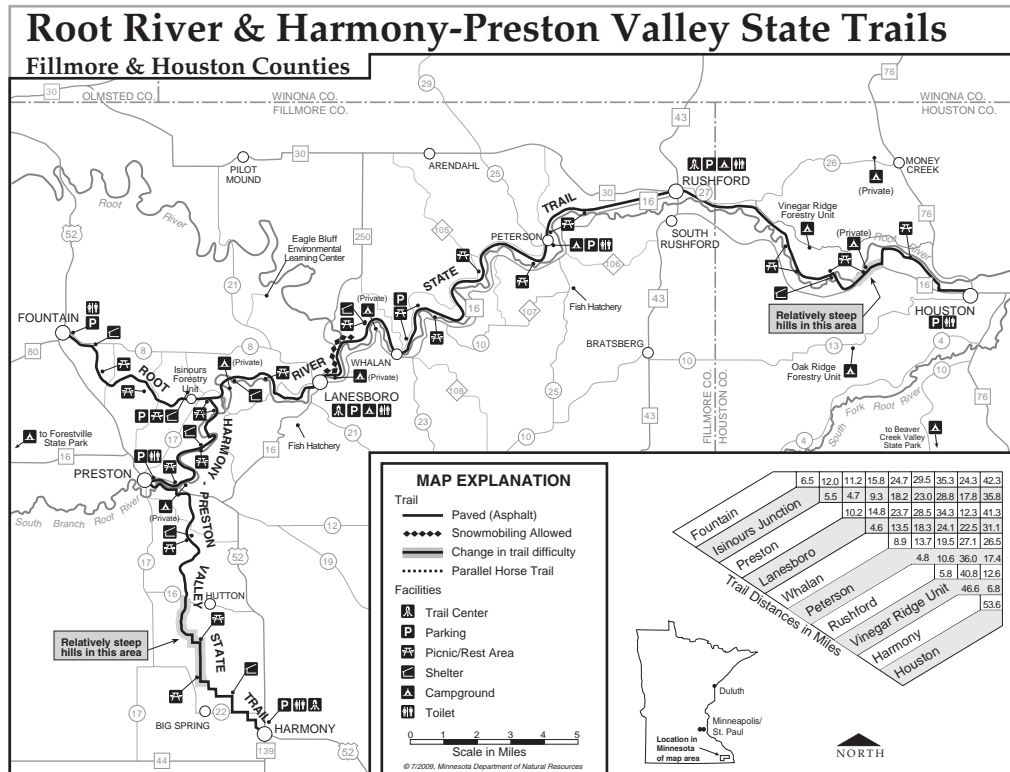 Root River & Harmony-Preston Valley State Trails
Fillmore & Houston Counties
30
OLMSTED CO.
WINONA CO.
FILLMORE CO.
29
43
76
WINONA CO.
HOUSTON CO.
PILOT
MOUND
30
ARENDAHL
25
30
16
RUSHFORD
27
26
(Private)
MONEY
CREEK
76
Root
River
52
250
TRAIL
PETERSON
SOUTH
RUSHFORD
Vinegar Ridge
Forestry Unit
(Private)
Root River
16
Eagle Bluff
Environmental
Learning Center
21
105
STATE
106
107
Fish Hatchery
43
Relatively steep
hills in this area
HOUSTON
FOUNTAIN
80
8
8
(Private)
(Private)
WHALAN
16
10
BRATSBERG
10
13
4
10
Oak Ridge
Forestry Unit
ROOT
Isinours
Forestry
Unit
RIVER
LANESBORO
(Private)
108
76
to Forestville
State Park
17
HARMONY - PRESTON
Fish Hatchery
21
23
10
43
FILLMORE CO.
HOUSTON CO.
4
South Fork Root River
to Beaver
Creek Valley
State Park
16
16
PRESTON
South Branch Root River
(Private)
12
17
52
19
16
VALLEY
HUTTON
Relatively steep
hills in this area
STATE
TRAIL
17
BIG SPRING
22
HARMONY
44
139
52
MAP EXPLANATION
Trail
Paved (Asphalt)
Snowmobiling Allowed
Change in trail difficulty
Parallel Horse Trail
Facilities
Trail Center
P Parking
Picnic/Rest Area
Shelter
Campground
Toilet
0 1 2 3 4 5
Scale in Miles
© 7/2009, Minnesota Department of Natural Resources
Fountain 6.5 12.0 11.2 15.8 24.7 29.5 35.3 24.3 42.3
Isinours Junction 5.5 4.7 9.3 18.2 23.0 28.8 17.8 35.8
Preston 10.2 14.8 23.7 28.5 34.3 12.3 41.3
Lanesboro 4.6 13.5 18.3 24.1 22.5 31.1
Whalan 8.9 13.7 19.5 27.1 26.5
Peterson 4.8 10.6 36.0 17.4
Rushford 5.8 40.8 12.6
Vinegar Ridge Unit 46.6 6.8
Harmony 53.6
Houston
Trail Distances in Miles
Duluth
Minneapolis/
St. Paul
Location in
Minnesota
of map area
NORTH